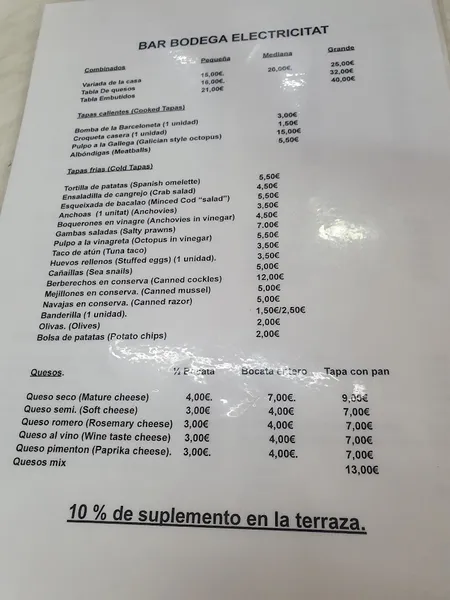 BAR BODEGA ELECTRICITAT
Combinados Pequeña Mediana Grande
Variada de la casa 15,00€. 20,00€. 25,00€
Tabla De quesos 18,00€. 32,00€
Tabla Embutidos 21,00€ 40,00€
Tapas calientes (Cooked Tapas)
Bomba de la Barceloneta (1 unidad) 3,00€
Croqueta casera (1 unidad) 1,50€
Pulpo a la Gallega (Galician style octopus) 15,00€
Albóndigas (Meatballs) 5,50€
Tapas frias (Cold Tapas)
Tortilla de patatas (Spanish omelette) 5,50€
Ensaladilla de cangrejo (Crab salad) 4,50€
Esqueixada de bacalao (Minced Cod “salad”) 5,50€
Anchoas (1 unitat) (Anchovies) 3,50€
Boquerones en vinagre (Anchovies in vinegar) 4,50€
Gambas saladas (Salty prawns) 7,00€
Pulpo a la vinagreta (Octopus in vinegar) 5,50€
Taco de atún (Tuna taco) 3,50€
Huevos rellenos (Stuffed eggs) (1 unidad). 3,50€
Cañaillas (Sea snails) 5,00€
Berberechos en conserva (Canned cockles) 12,00€
Mejillones en conserva. (Canned mussel) 5,00€
Navajas en conserva. (Canned razor) 5,00€
Banderilla (1 unidad). 1,50€/2,50€
Olivas. (Olives) 2,00€
Bolsa de patatas (Potato chips) 2,00€
Quesos. ½ Bocata Bocata entero Tapa con pan
Queso seco (Mature cheese) 4,00€. 7,00€. 9,00€
Queso semi. (Soft cheese) 3,00€ 4,00€ 7,00€
Queso romero (Rosemary cheese) 3,00€ 4,00€ 7,00€
Queso al vino (Wine taste cheese) 3,00€ 4,00€ 7,00€
Queso pimenton (Paprika cheese). 3,00€. 4,00€. 7,00€
Quesos mix 13,00€
10 % de suplemento en la terraza.